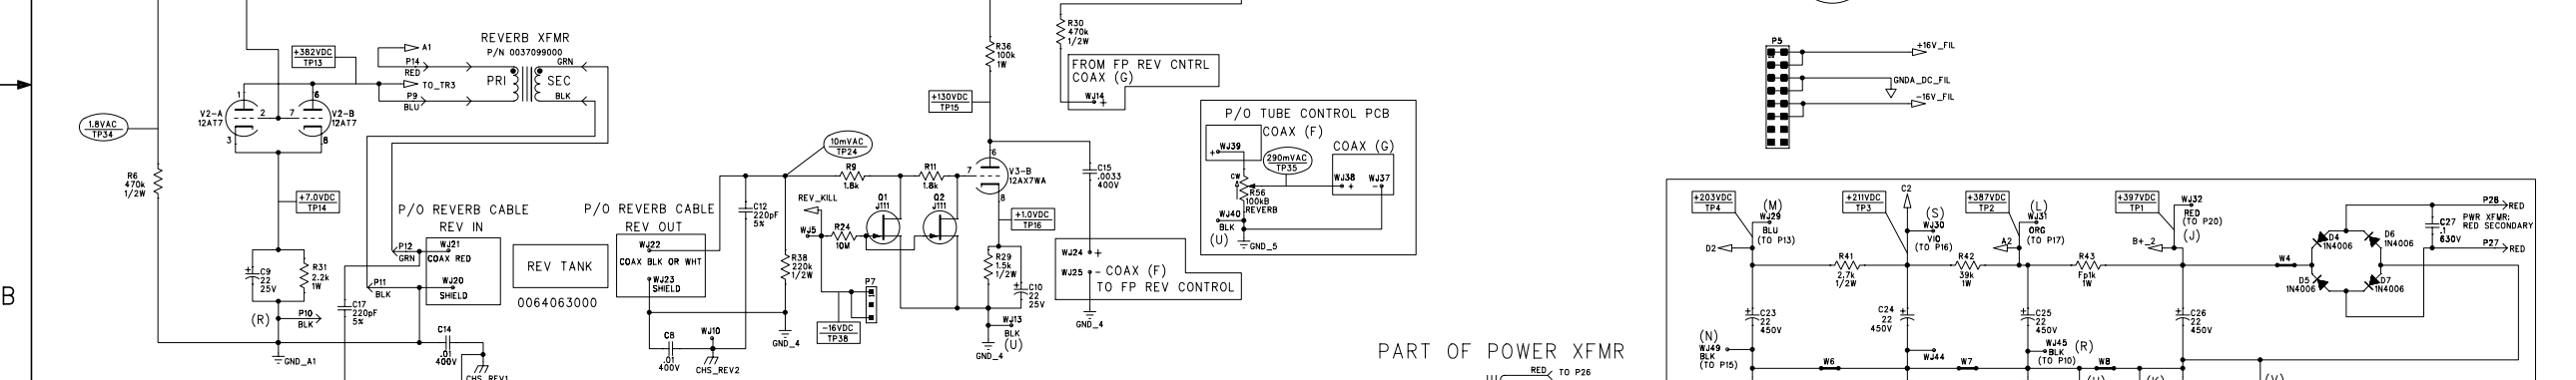 REVERB XFMR
P/N 0037099000
+382VDC
TP13
A1
P14
RED
TO_TR3
P9
BLU
PRI
SEC
GRN
BLK
1
2
3
V2-A
12AT7
6
7
8
V2-B
12AT7
1.8VAC
TP34
R6
470k
1/2W
+7.0VDC
TP14
C9
22
25V
R31
2.2k
1W
(R)
P10
BLK
GND_A1
P/O REVERB CABLE
REV IN
P12
GRN
WJ21
COAX RED
P11
BLK
WJ20
SHIELD
C17
220pF
5%
C14
.01
400V
CHS_REV1
REV TANK
0064063000
P/O REVERB CABLE
REV OUT
WJ22
COAX BLK OR WHT
WJ23
SHIELD
C8
.01
400V
WJ10
CHS_REV2
C12
220pF
5%
10mVAC
TP24
R38
220k
1/2W
GND_4
REV_KILL
WJ5
R24
10M
R9
1.8k
R11
1.8k
Q1
J111
Q2
J111
P7
-16VDC
TP38
R36
100k
1W
+130VDC
TP15
6
7
8
V3-B
12AX7WA
+1.0VDC
TP16
R29
1.5k
1/2W
C10
22
25V
WJ13
BLK
(U)
GND_4
R30
470k
1/2W
FROM FP REV CNTRL
COAX (G)
WJ14 +
C15
.0033
400V
WJ24 +
WJ25 - COAX (F)
TO FP REV CONTROL
GND_4
P/O TUBE CONTROL PCB
COAX (F)
+ WJ39
290mVAC
TP35
COAX (G)
WJ38
+
WJ37
-
CW
R56
100kB
REVERB
WJ40
BLK
(U)
GND_5
P5
+16V_FIL
GNDA_DC_FIL
-16V_FIL
PART OF POWER XFMR
RED
TO P26
+203VDC
TP4
(M)
WJ29
BLU
(TO P13)
D2
+211VDC
TP3
C2
(S)
WJ30
VIO
(TO P16)
+387VDC
TP2
(L)
WJ31
ORG
(TO P17)
A2
+397VDC
TP1
WJ32
RED
(TO P20)
(J)
B+_2
R41
2.7k
1/2W
R42
39k
1W
R43
Fp1k
1W
W4
D4
1N4006
D6
1N4006
D5
1N4006
D7
1N4006
P28
RED
C27
.1
630V
PWR XFMR:
RED SECONDARY
P27
RED
C23
22
450V
C24
22
450V
C25
22
450V
C26
22
450V
(N)
WJ49
BLK
(TO P15)
W6
WJ44
W7
WJ45
BLK
(TO P10)
(R)
W8
(V)
B